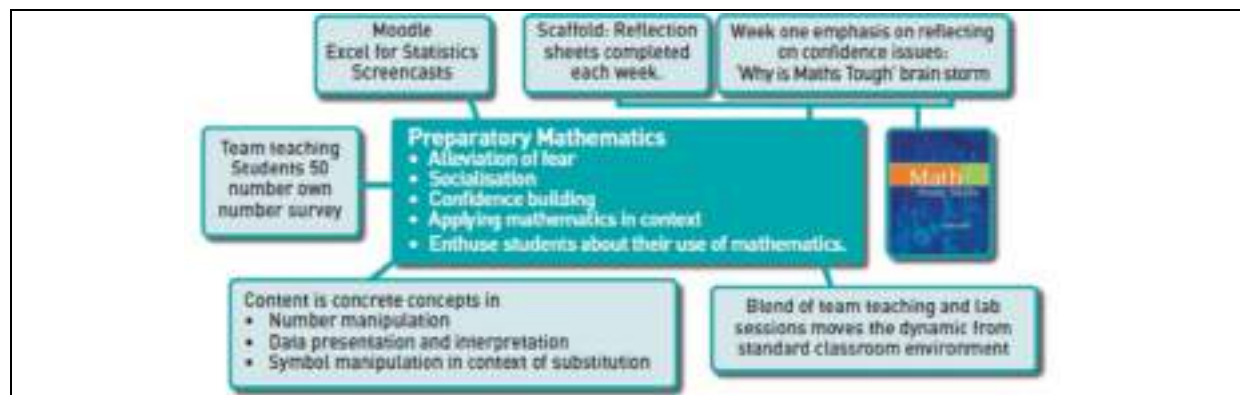 Moodle
Excel for Statistics
Screencasts
Scaffold: Reflection
sheets completed
each week.
Week one emphasis on reflecting
on confidence issues:
'Why is Maths Tough' brain storm
Team teaching
Students 50
number own
number survey
Preparatory Mathematics
• Alleviation of fear
• Socialisation
• Confidence building
• Applying mathematics in context
• Enthuse students about their use of mathematics.
Math
Content is concrete concepts in
• Number manipulation
• Data presentation and interpretation
• Symbol manipulation in context of substitution
Blend of team teaching and lab
sessions moves the dynamic from
standard classroom environment